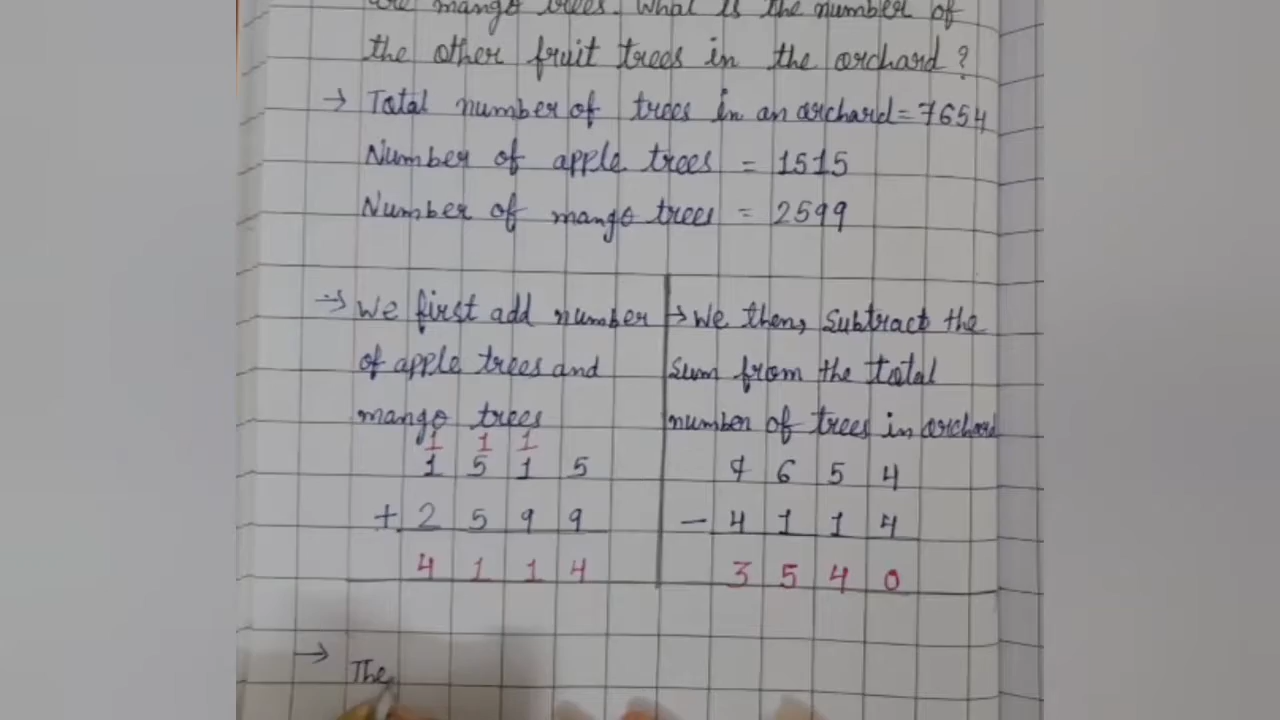 are mango trees. What is the number of
the other fruit trees in the orchard?
→ Total number of trees in an orchard = 7654
Number of apple trees = 1515
Number of mango trees = 2599
→ We first add number
of apple trees and
mango trees
1 1 1
1 5 1 5
+ 2 5 9 9
4 1 1 4
→ We then, Subtract the
Sum from the total
number of trees in orchard
7 6 5 4
- 4 1 1 4
3 5 4 0
→ The